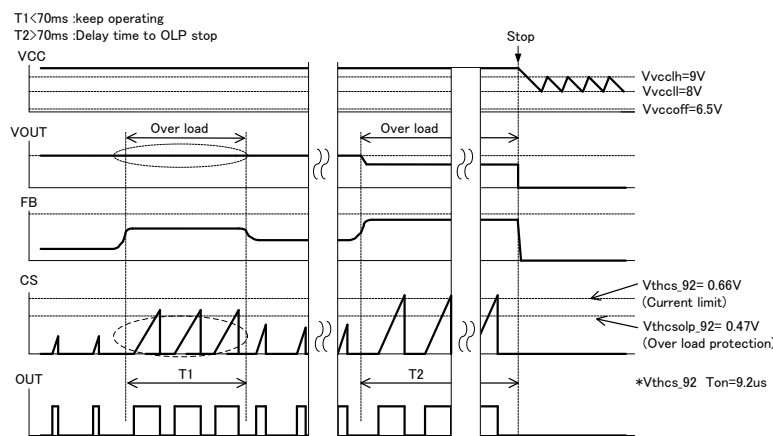 T1<70ms :keep operating
T2>70ms :Delay time to OLP stop
Stop
VCC
Vvcclh=9V
Vvccll=8V
Vvccoff=6.5V
VOUT
Over load
Over load
FB
CS
Vthcs_92= 0.66V
(Current limit)
Vthcsolp_92= 0.47V
(Over load protection)
T1
T2
*Vthcs_92 Ton=9.2us
OUT